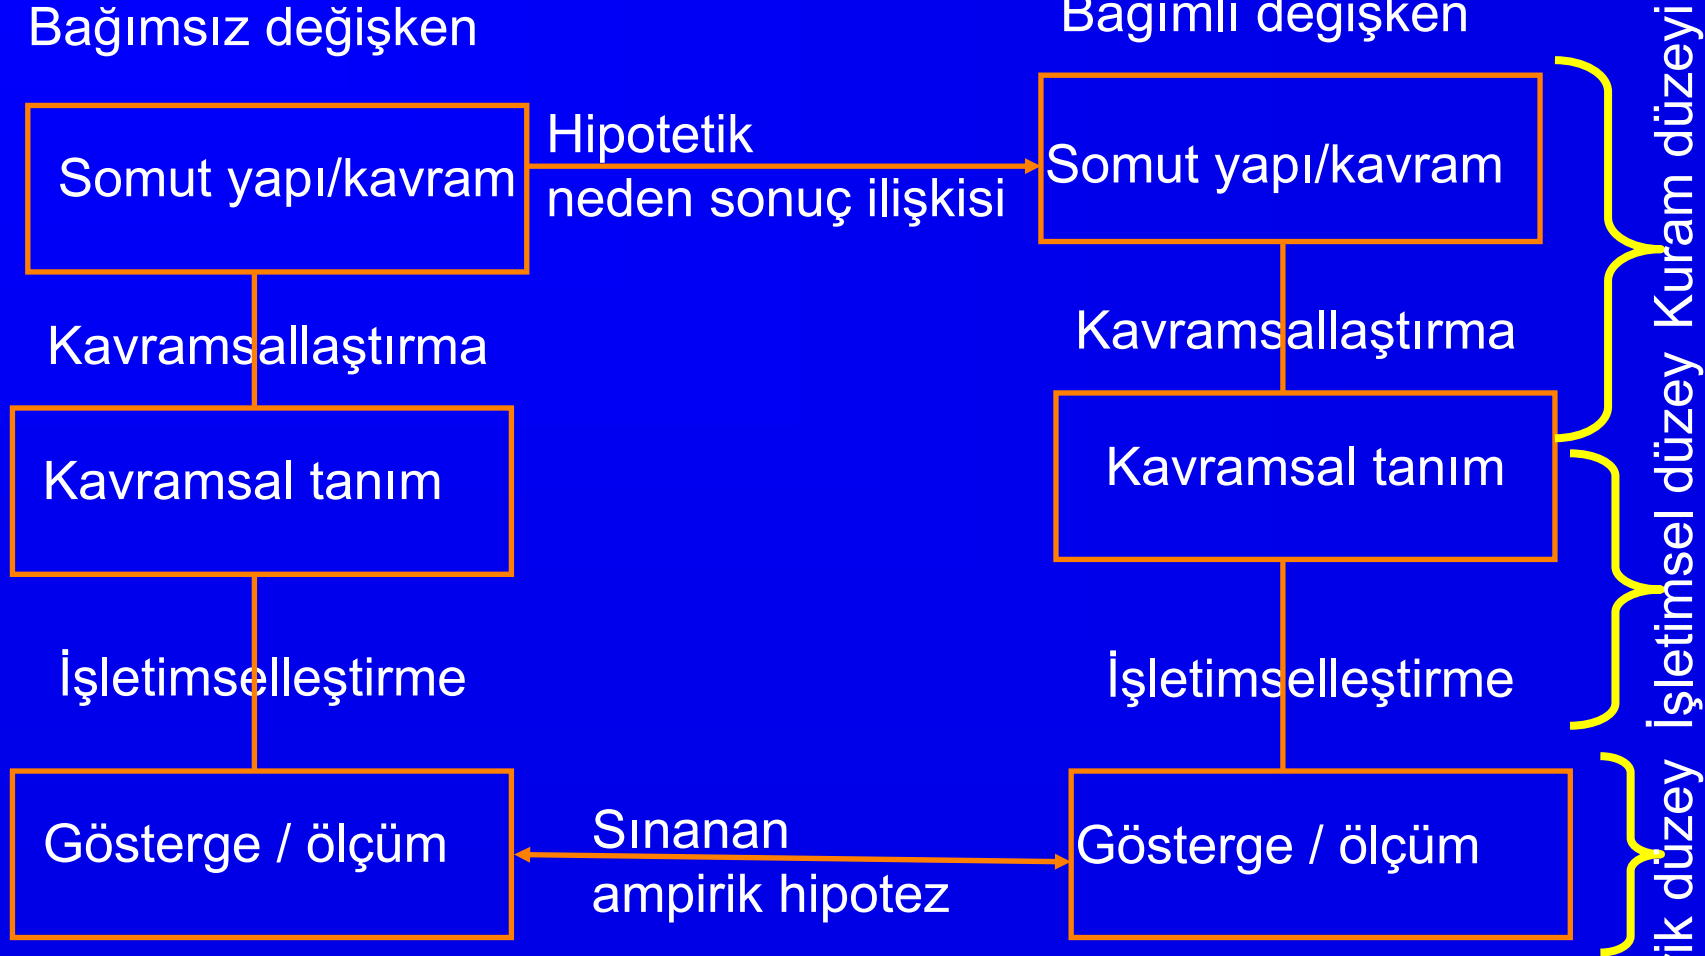 Bağımsız değişken
Bağımlı değişken
Somut yapı/kavram
Hipotetik
neden sonuç ilişkisi
Somut yapı/kavram
Kavramsallaştırma
Kavramsallaştırma
Kavramsal tanım
Kavramsal tanım
İşletimselleştirme
İşletimselleştirme
Gösterge / ölçüm
Sınanan
ampirik hipotez
Gösterge / ölçüm
Kuram düzeyi
İşletimsel düzey
düzey